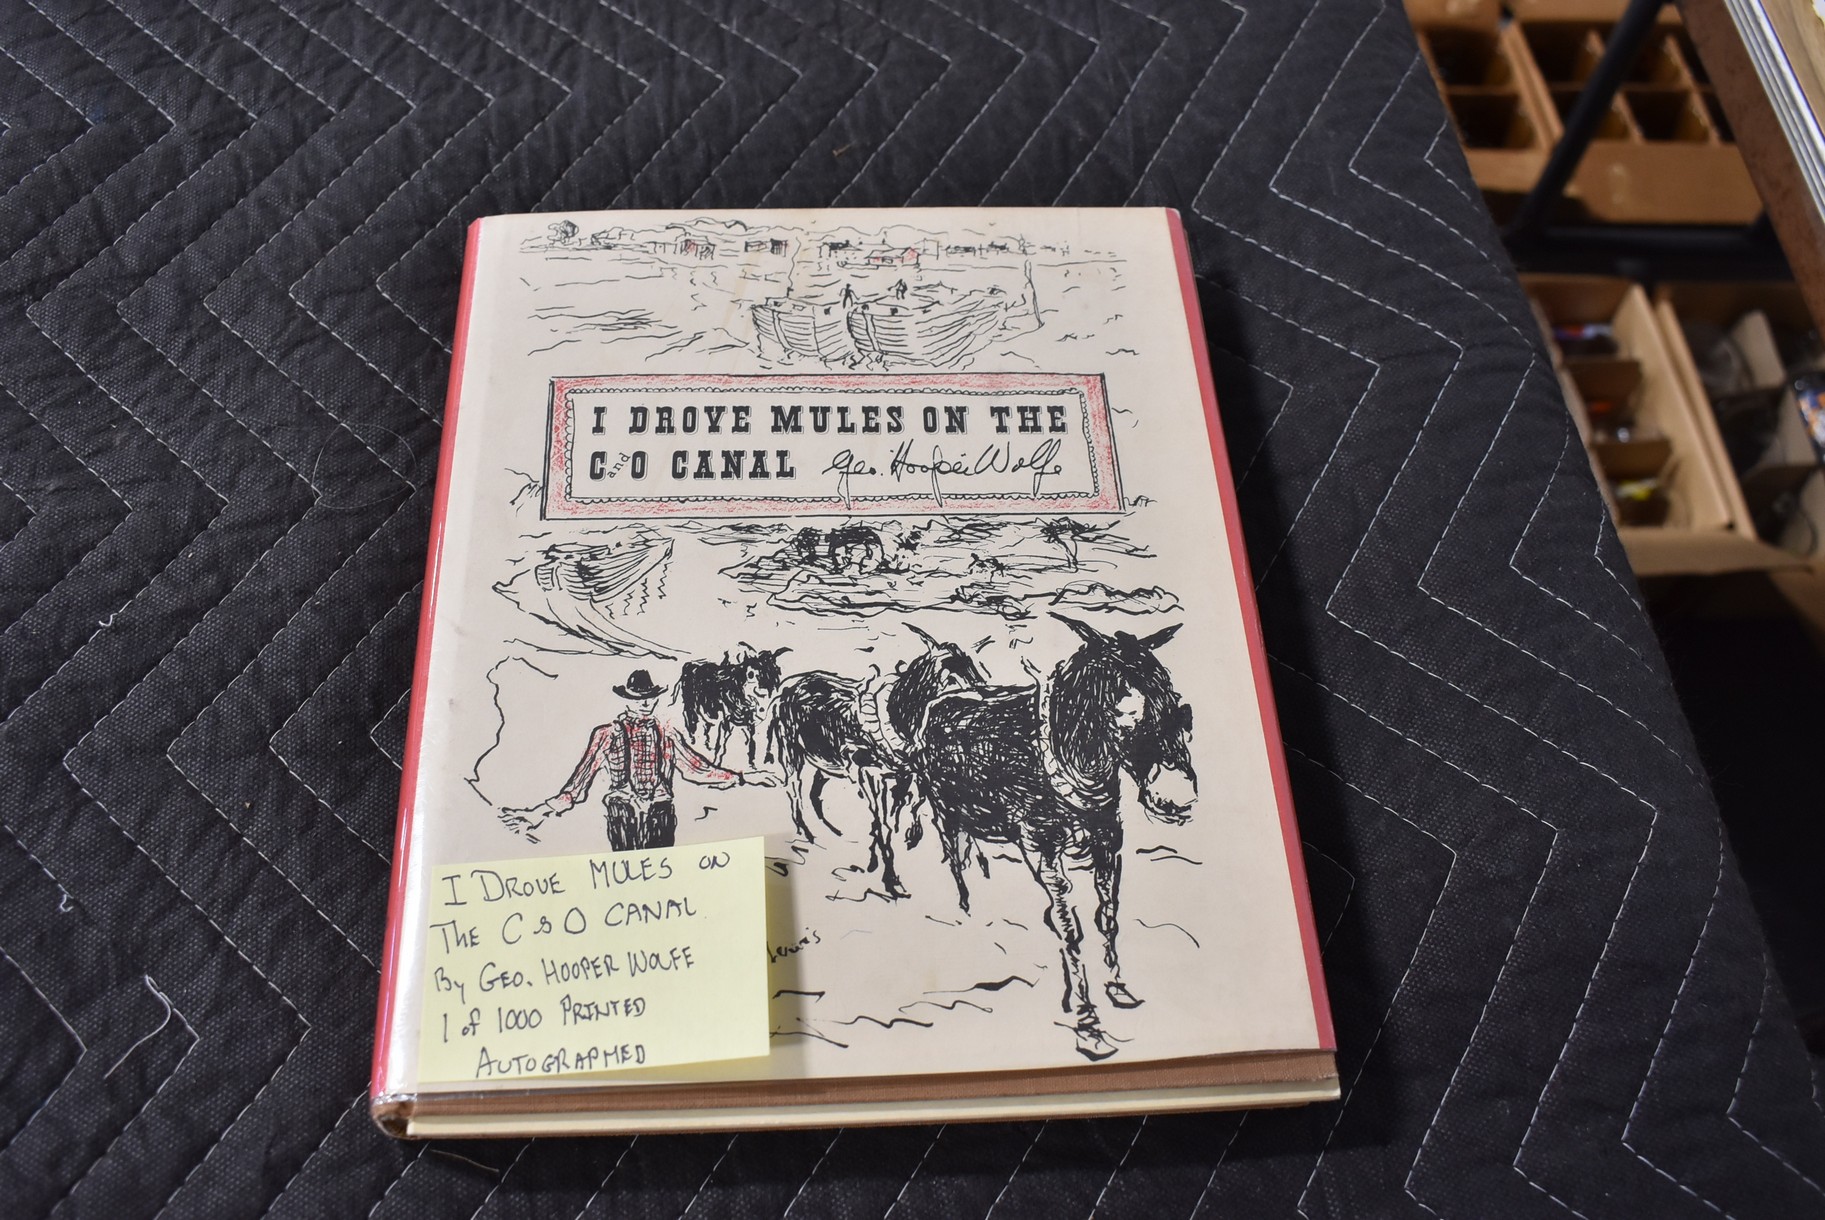 I DROVE MULES ON THE
C and O CANAL Geo. Hooper Wolfe
I DROVE MULES ON
THE C & O CANAL
By GEO. HOOPER WOLFE
1 of 1000 PRINTED
AUTOGRAPHED